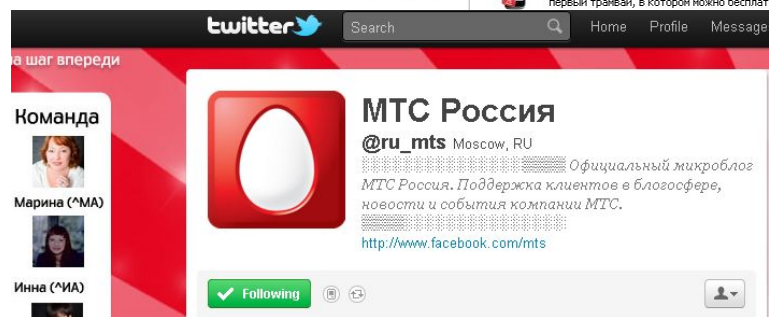 первый трамвай, в котором можно бесплат
twitter
Search
Home Profile Message
на шаг впереди
Команда
Марина (^МА)
Инна (^ИА)
МТС Россия
@ru_mts Moscow, RU
Официальный микроблог
МТС Россия. Поддержка клиентов в блогосфере,
новости и события компании МТС.
http://www.facebook.com/mts
Following